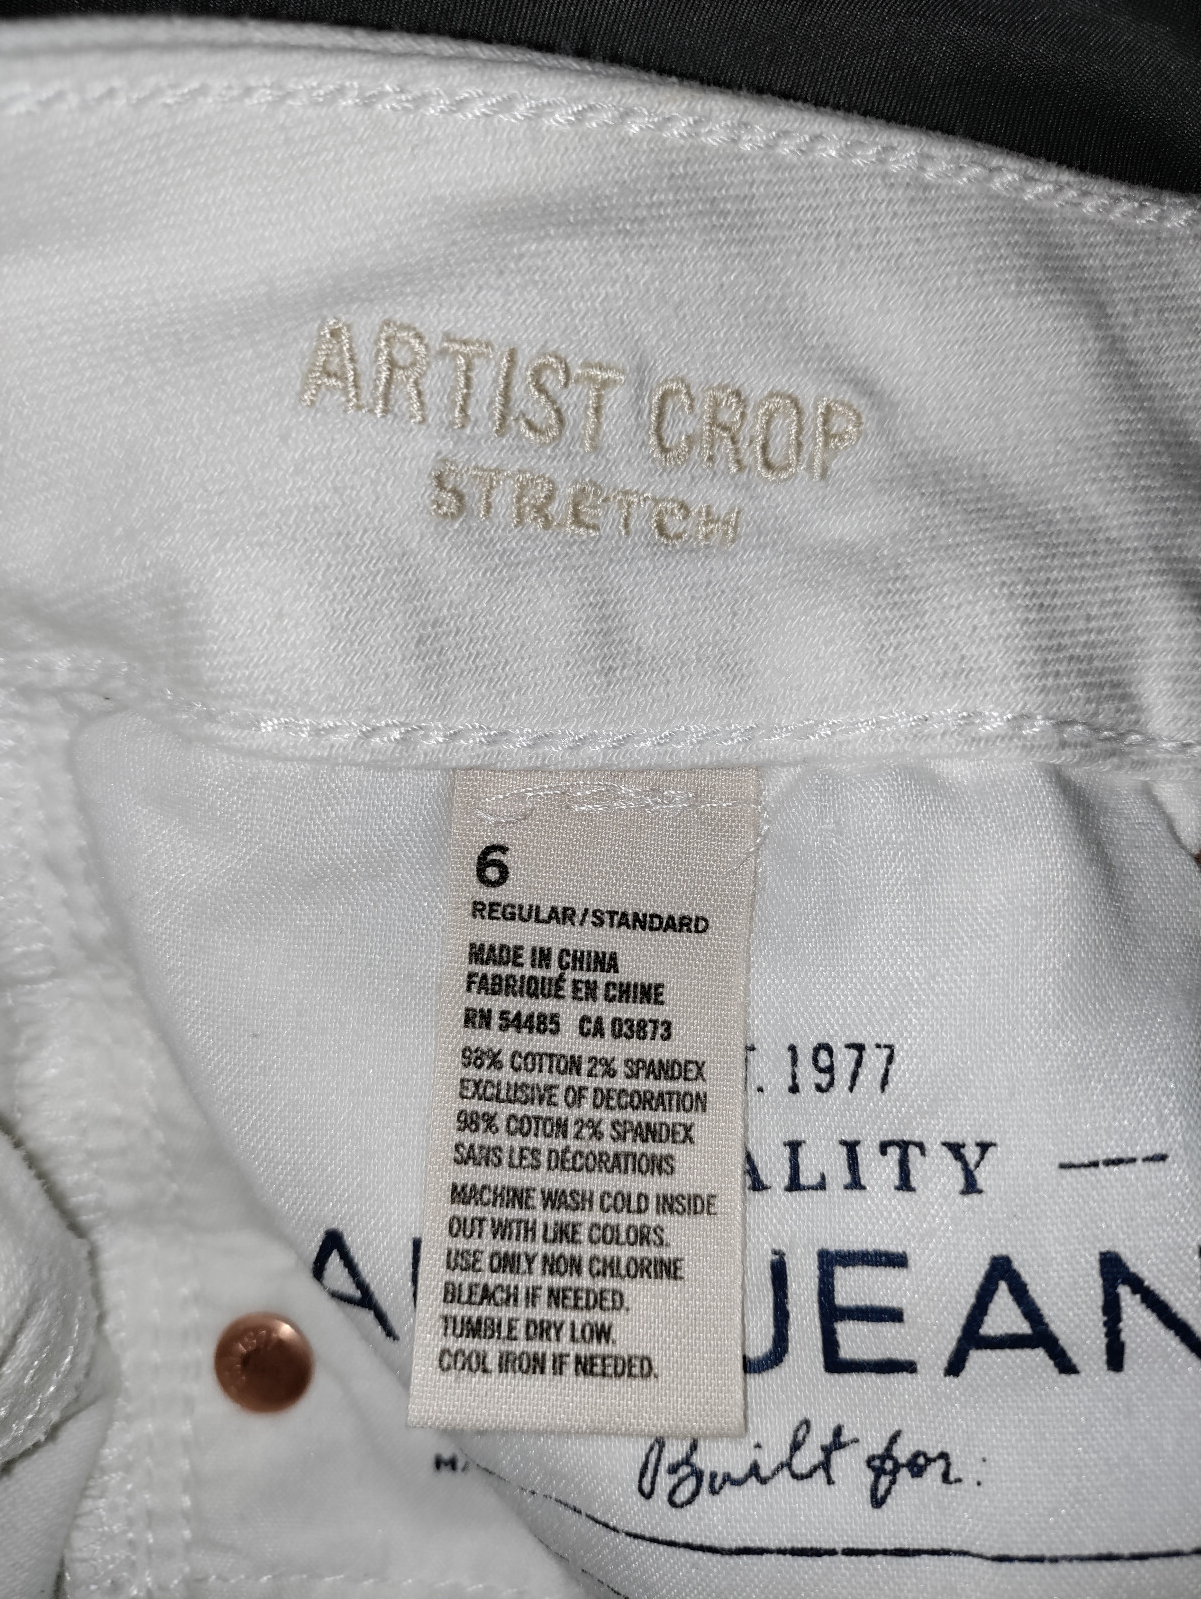 ARTIST CROP
STRETCH
6
REGULAR/STANDARD
MADE IN CHINA
FABRIQUÉ EN CHINE
RN 54485 CA 03873
98% COTTON 2% SPANDEX
EXCLUSIVE OF DECORATION
98% COTON 2% SPANDEX
SANS LES DÉCORATIONS
MACHINE WASH COLD INSIDE
OUT WITH LIKE COLORS.
USE ONLY NON CHLORINE
BLEACH IF NEEDED.
TUMBLE DRY LOW.
COOL IRON IF NEEDED.
T. 1977
ALITY
A JEAN
Built for: